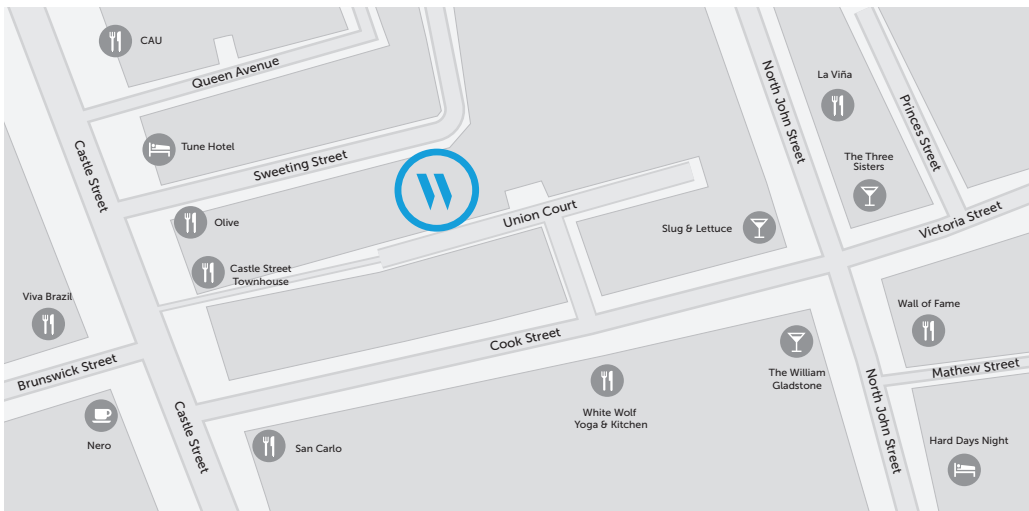 CAU
Queen Avenue
North John Street
La Viña
Princes Street
Castle Street
Tune Hotel
Sweeting Street
The Three
Sisters
Olive
Union Court
Slug & Lettuce
Victoria Street
Castle Street
Townhouse
Viva Brazil
Wall of Fame
Cook Street
Brunswick Street
The William
Gladstone
Mathew Street
Castle Street
White Wolf
Yoga & Kitchen
North John Street
Nero
San Carlo
Hard Days Night